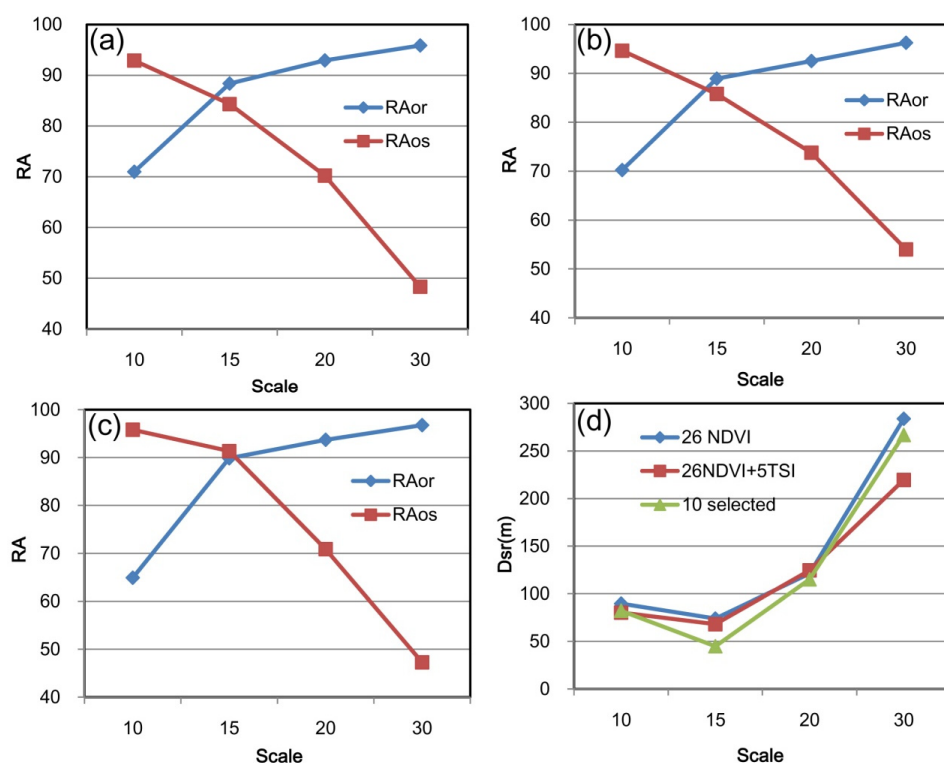 (a)
100
90
80
70
60
50
40
RA
RAor
RAos
10 15 20 30
Scale
(b)
100
90
80
70
60
50
40
RA
RAor
RAos
10 15 20 30
Scale
(c)
100
90
80
70
60
50
40
RA
RAor
RAos
10 15 20 30
Scale
(d)
300
250
200
150
100
50
0
Dsr(m)
26 NDVI
26NDVI+5TSI
10 selected
10 15 20 30
Scale